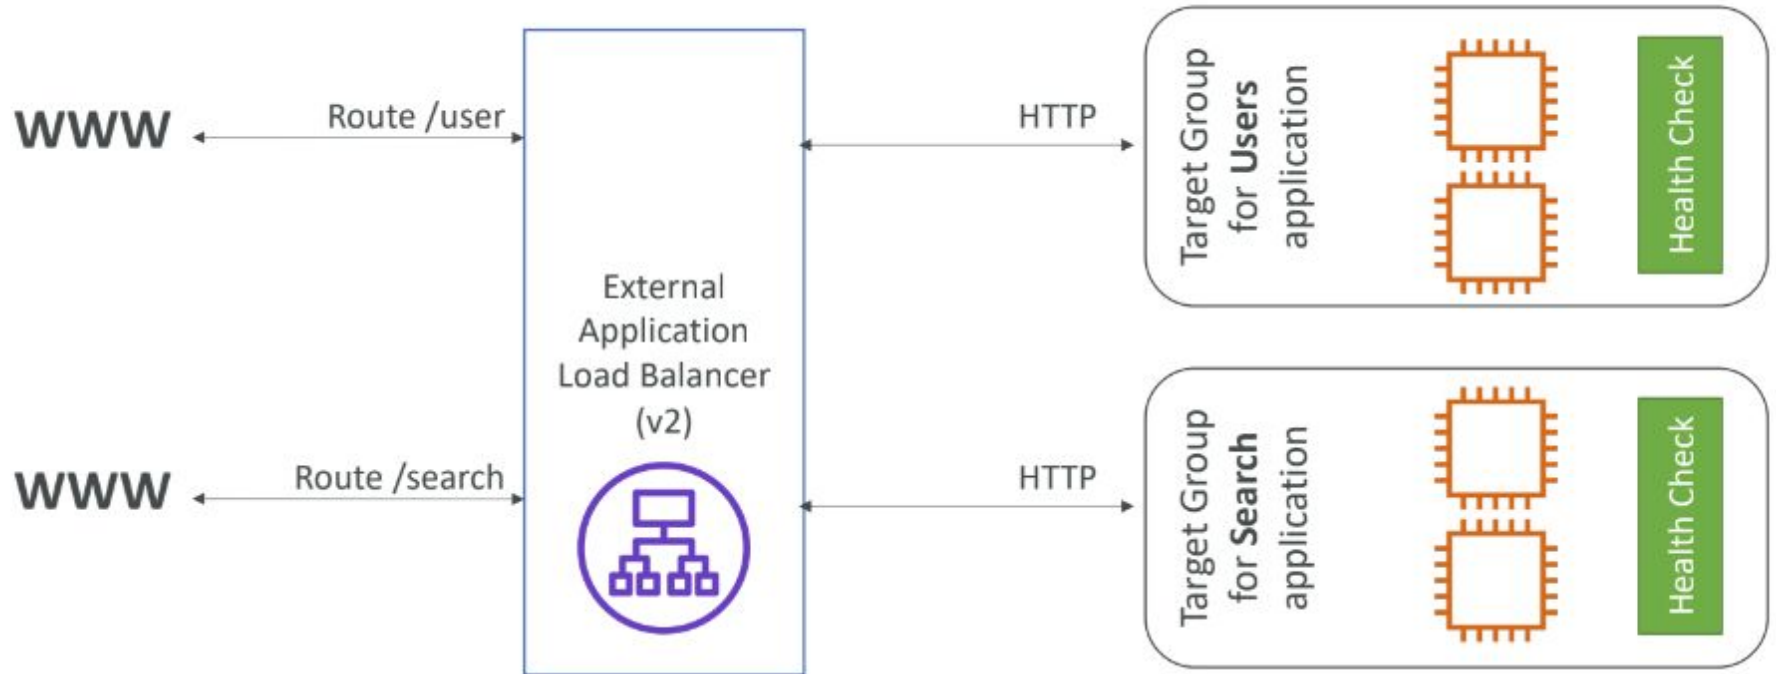 WWW
Route /user
HTTP
Target Group
for Users
application
Health Check
External
Application
Load Balancer
(v2)
WWW
Route /search
HTTP
Target Group
for Search
application
Health Check